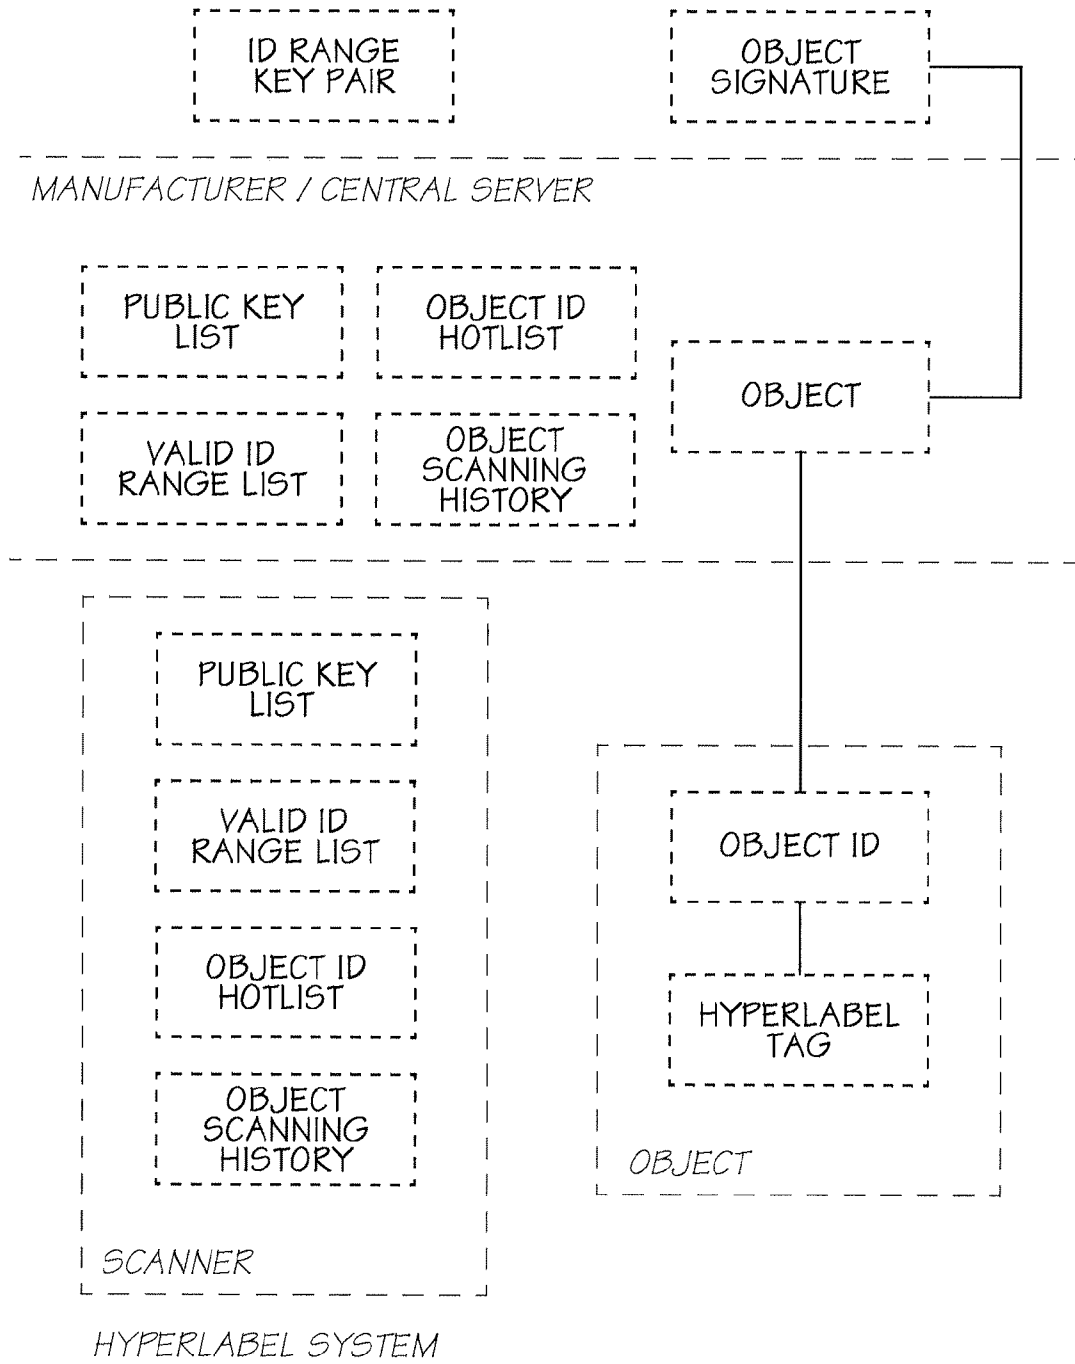 ID RANGE
KEY PAIR
OBJECT
SIGNATURE
MANUFACTURER / CENTRAL SERVER
PUBLIC KEY
LIST
OBJECT ID
HOTLIST
OBJECT
VALID ID
RANGE LIST
OBJECT
SCANNING
HISTORY
PUBLIC KEY
LIST
VALID ID
RANGE LIST
OBJECT ID
HOTLIST
OBJECT
SCANNING
HISTORY
SCANNER
OBJECT ID
HYPERLABEL
TAG
OBJECT
HYPERLABEL SYSTEM